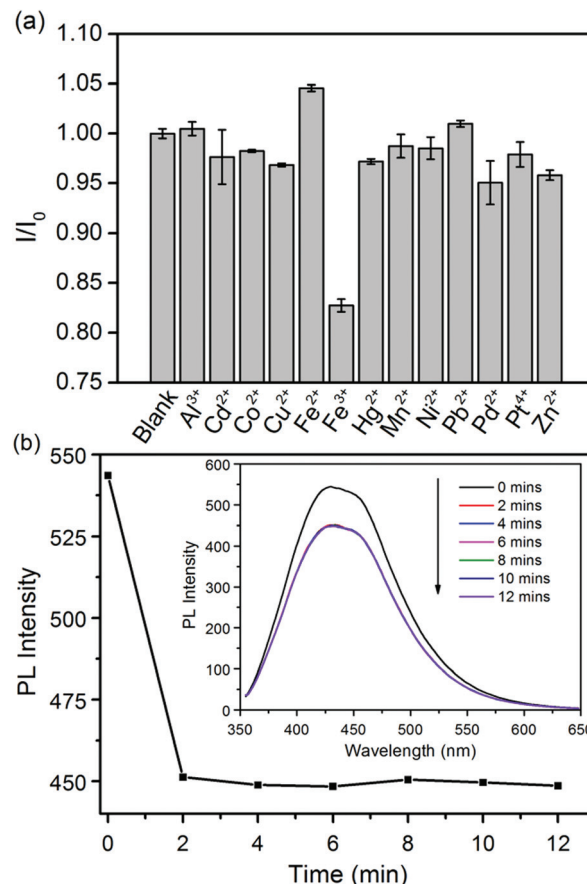 (a)
1.10
1.05
1.00
0.95
0.90
0.85
0.80
0.75
I/I₀
Blank
Al³⁺
Cd²⁺
Co²⁺
Cu²⁺
Fe²⁺
Fe³⁺
Hg²⁺
Mn²⁺
Ni²⁺
Pb²⁺
Pd²⁺
Pt⁴⁺
Zn²⁺
(b)
550
525
500
475
450
PL Intensity
0 2 4 6 8 10 12
Time (min)
600
500
400
300
200
100
0
PL Intensity
350 400 450 500 550 600 650
Wavelength (nm)
0 mins
2 mins
4 mins
6 mins
8 mins
10 mins
12 mins